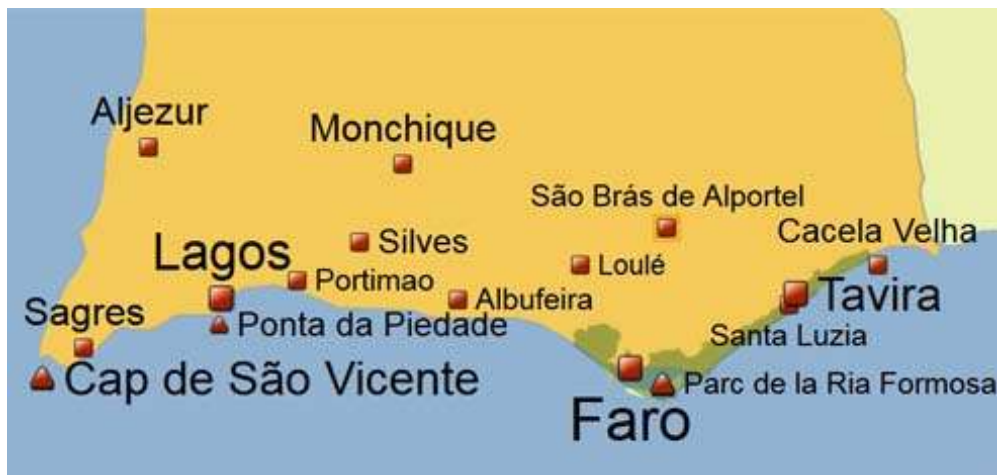 Aljezur
Monchique
São Brás de Alportel
Cacela Velha
Lagos
Silves
Loulé
Portimao
Albufeira
Tavira
Sagres
Ponta da Piedade
Santa Luzia
Cap de São Vicente
Parc de la Ria Formosa
Faro